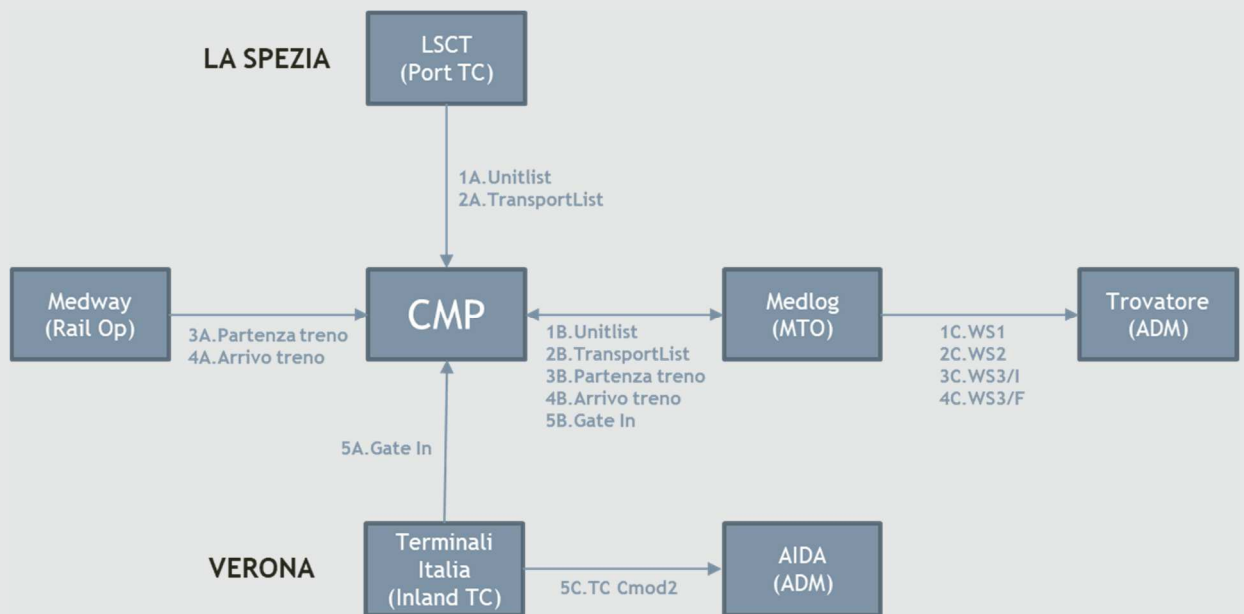 LA SPEZIA
LSCT
(Port TC)
1A.Unitlist
2A.TransportList
Medway
(Rail Op)
3A.Partenza treno
4A.Arrivo treno
CMP
1B.Unitlist
2B.TransportList
3B.Partenza treno
4B.Arrivo treno
5B.Gate In
Medlog
(MTO)
1C.WS1
2C.WS2
3C.WS3/I
4C.WS3/F
Trovatore
(ADM)
5A.Gate In
VERONA
Terminali
Italia
(Inland TC)
5C.TC Cmod2
AIDA
(ADM)